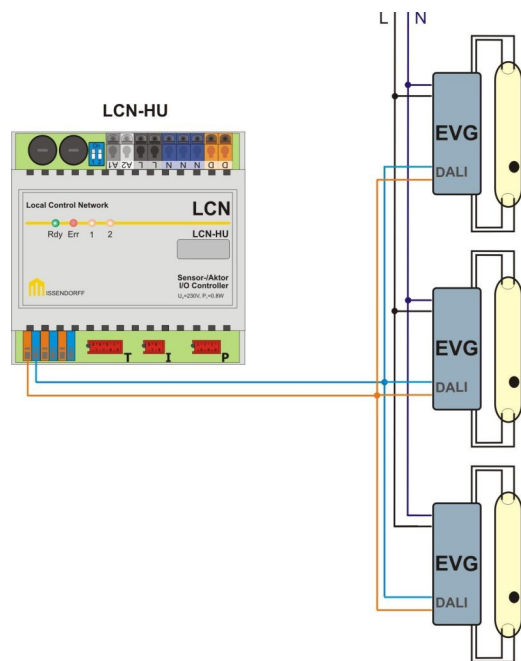 L N
LCN-HU
A1 A2 L L N N N D D
Local Control Network
LCN
Rdy Err 1 2
LCN-HU
Sensor-/Aktor
I/O Controller
Uₙ=230V, Pᵥ=0.8W
ISSENDORFF
T I P
EVG
DALI
EVG
DALI
EVG
DALI